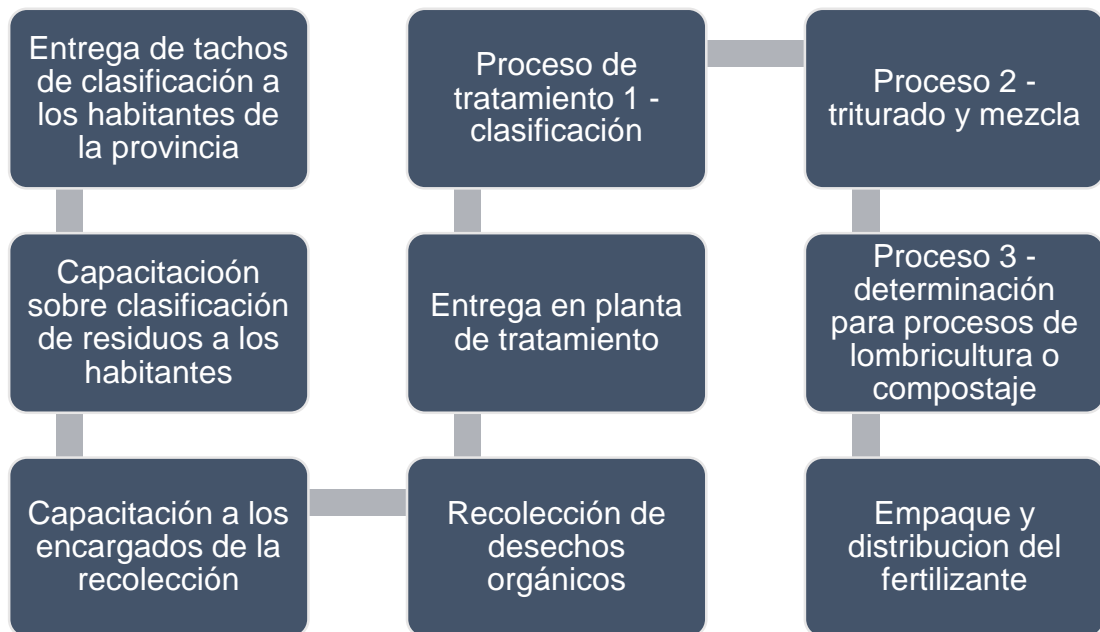 Entrega de tachos
de clasificación a
los habitantes de
la provincia
Capacitacioón
sobre clasificación
de residuos a los
habitantes
Capacitación a los
encargados de la
recolección
Recolección de
desechos
orgánicos
Entrega en planta
de tratamiento
Proceso de
tratamiento 1 -
clasificación
Proceso 2 -
triturado y mezcla
Proceso 3 -
determinación
para procesos de
lombricultura o
compostaje
Empaque y
distribucion del
fertilizante